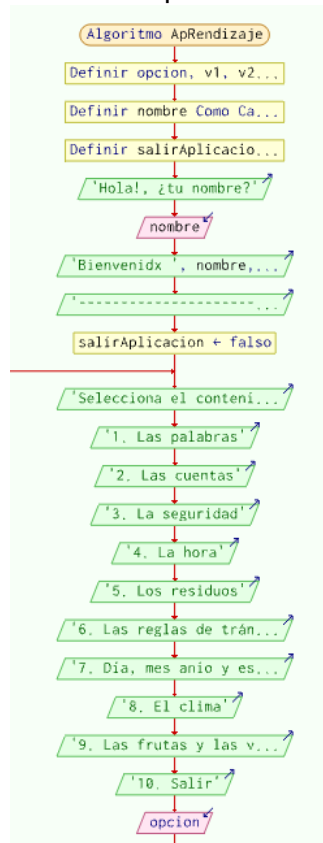 Algoritmo ApRendizaje
Definir opcion, v1, v2...
Definir nombre Como Ca...
Definir salirAplicacio...
'Hola!, ¿tu nombre?'
nombre
'Bienvenidx ', nombre,...
'--------------------...
salirAplicacion ← falso
'Selecciona el conteni...
'1. Las palabras'
'2. Las cuentas'
'3. La seguridad'
'4. La hora'
'5. Los residuos'
'6. Las reglas de trán...
'7. Día, mes anio y es...
'8. El clima'
'9. Las frutas y las v...
'10. Salir'
opcion